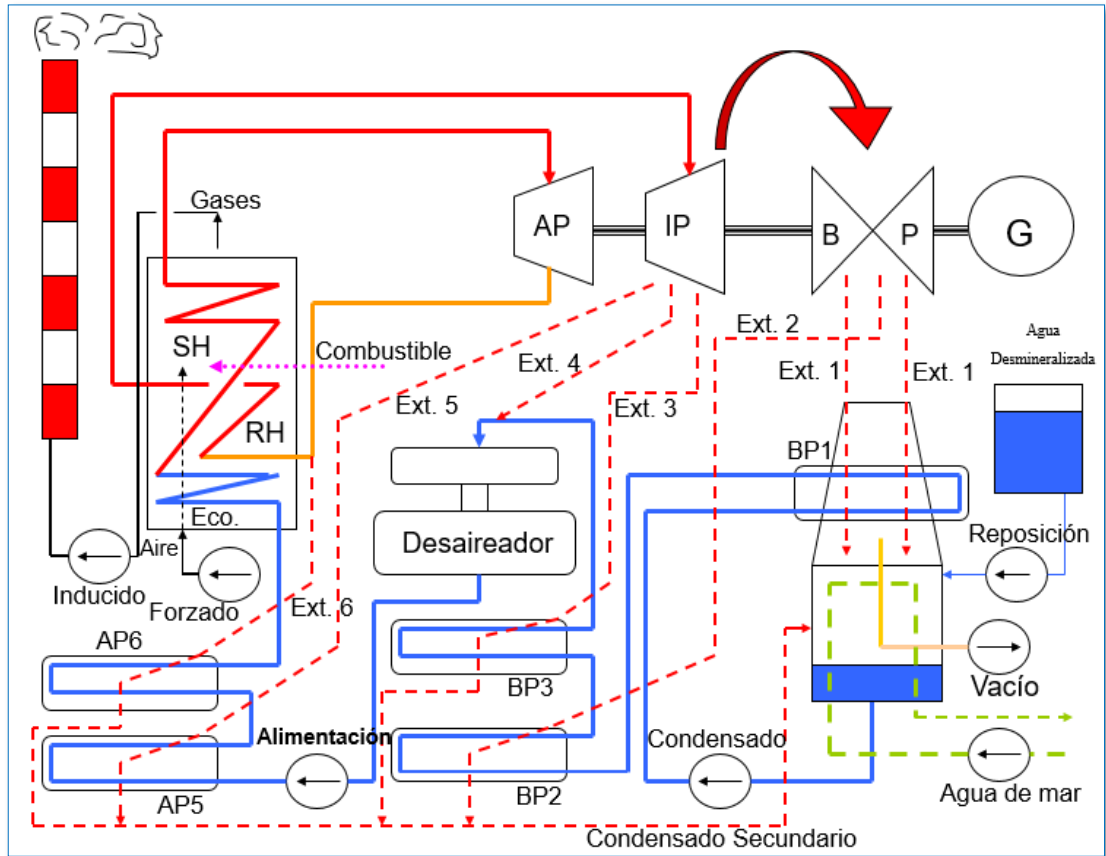 Gases
AP
IP
B
P
G
SH
Combustible
Ext. 4
Ext. 2
Agua
Desmineralizada
Ext. 5
Ext. 3
Ext. 1
Ext. 1
RH
BP1
Eco.
Aire
Desaireador
Reposición
Inducido
Forzado
Ext. 6
AP6
BP3
Vacío
Alimentación
Condensado
AP5
BP2
Agua de mar
Condensado Secundario